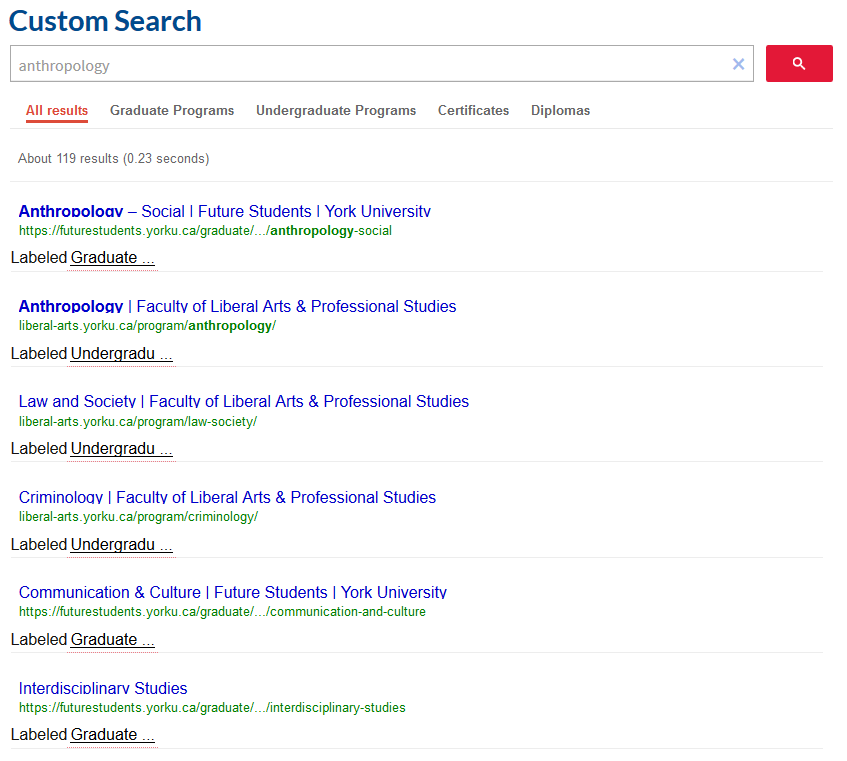 Custom Search
anthropology
All results Graduate Programs Undergraduate Programs Certificates Diplomas
About 119 results (0.23 seconds)
Anthropology – Social | Future Students | York University
https://futurestudents.yorku.ca/graduate/.../anthropology-social
Labeled Graduate ...
Anthropology | Faculty of Liberal Arts & Professional Studies
liberal-arts.yorku.ca/program/anthropology/
Labeled Undergradu ...
Law and Society | Faculty of Liberal Arts & Professional Studies
liberal-arts.yorku.ca/program/law-society/
Labeled Undergradu ...
Criminology | Faculty of Liberal Arts & Professional Studies
liberal-arts.yorku.ca/program/criminology/
Labeled Undergradu ...
Communication & Culture | Future Students | York University
https://futurestudents.yorku.ca/graduate/.../communication-and-culture
Labeled Graduate ...
Interdisciplinary Studies
https://futurestudents.yorku.ca/graduate/.../interdisciplinary-studies
Labeled Graduate ...